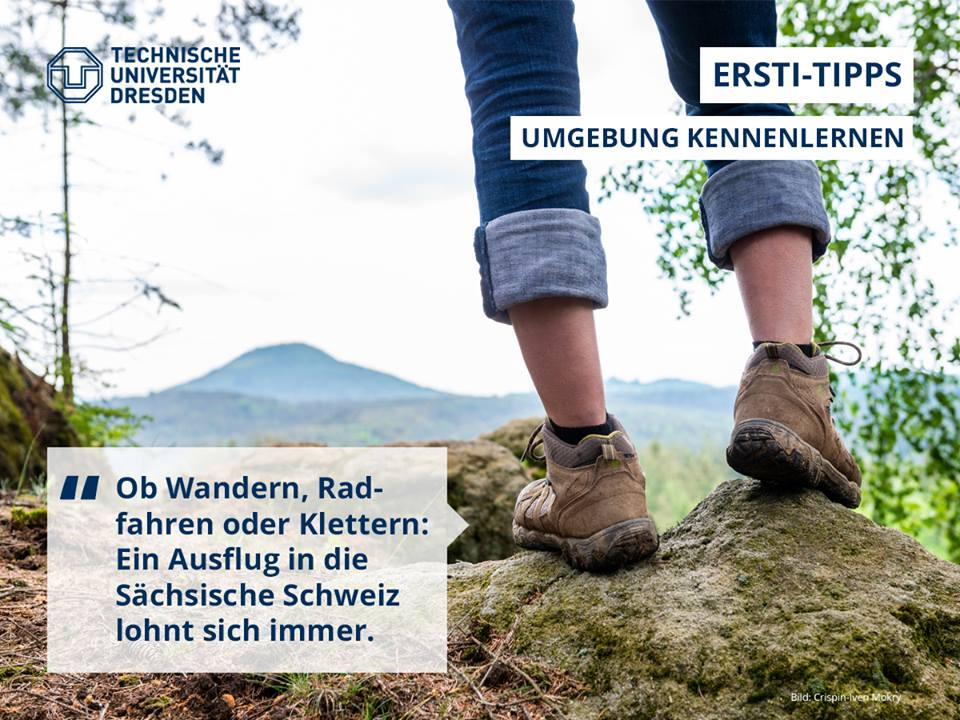 TECHNISCHE
UNIVERSITÄT
DRESDEN
ERSTI-TIPPS
UMGEBUNG KENNENLERNEN
" Ob Wandern, Rad-
fahren oder Klettern:
Ein Ausflug in die
Sächsische Schweiz
lohnt sich immer.
Bild: Crispin-Iven Mokry